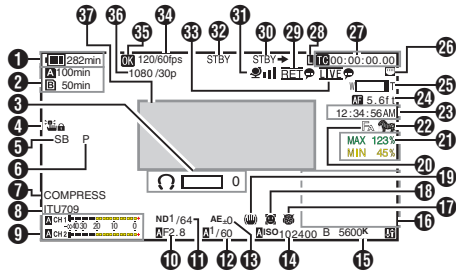 37 36 35 34 33 32 31 30 29 28 27
1 282min OK 120/60fps STBY STBY RET LIVE L TC 00:00:00.00 26
A 100min 1080 /30p
2 B 50min W T 25
3 AF 5.6ft 24
4 12:34:56AM 23
5 SB 22
6 P MAX 123% 21
MIN 45% 20
7 COMPRESS 0 19
8 ITU709 18
9 A CH1 -40 30 20 10 0 ND1/64 AE±0 17
A CH2 A F2.8 A 1/60 A ISO 102400 B 5600K 16
10 11 12 13 14 15